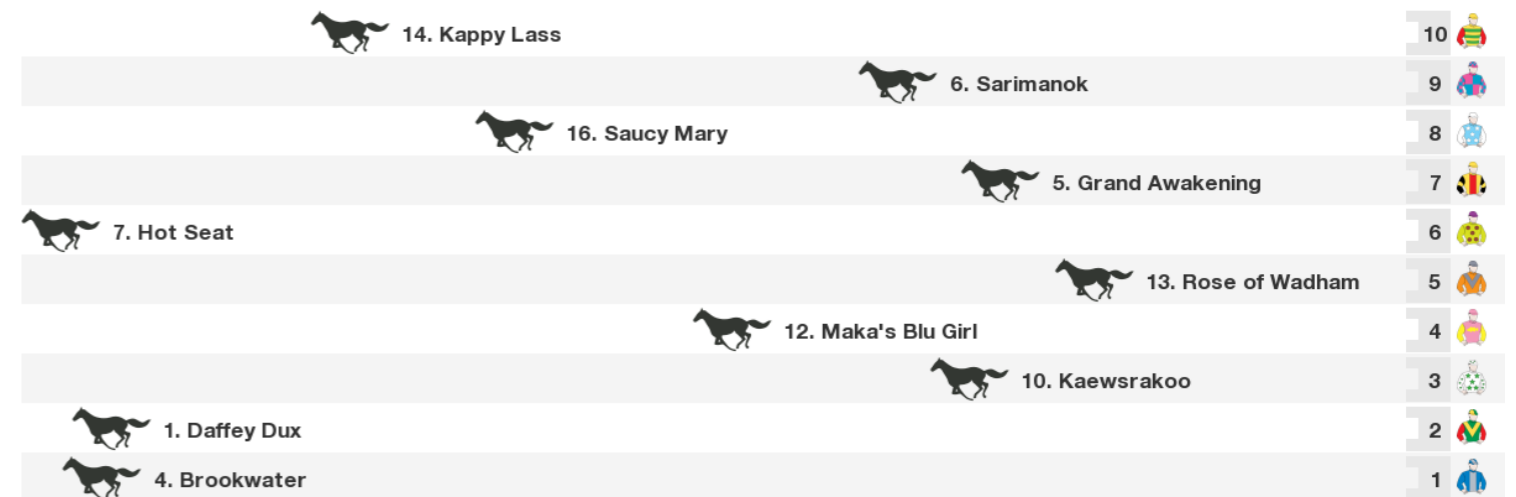 14. Kappy Lass 10
6. Sarimanok 9
16. Saucy Mary 8
5. Grand Awakening 7
7. Hot Seat 6
13. Rose of Wadham 5
12. Maka's Blu Girl 4
10. Kaewsrakoo 3
1. Daffey Dux 2
4. Brookwater 1